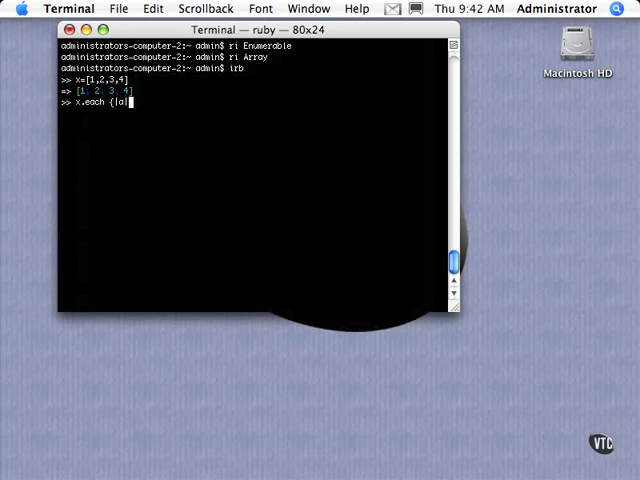 Terminal File Edit Scrollback Font Window Help Thu 9:42 AM Administrator
Terminal — ruby — 80x24
administrators-computer-2:~ admin$ ri Enumerable
administrators-computer-2:~ admin$ ri Array
administrators-computer-2:~ admin$ irb
>> x=[1,2,3,4]
=> [1, 2, 3, 4]
>> x.each {|a|
Macintosh HD
VTC